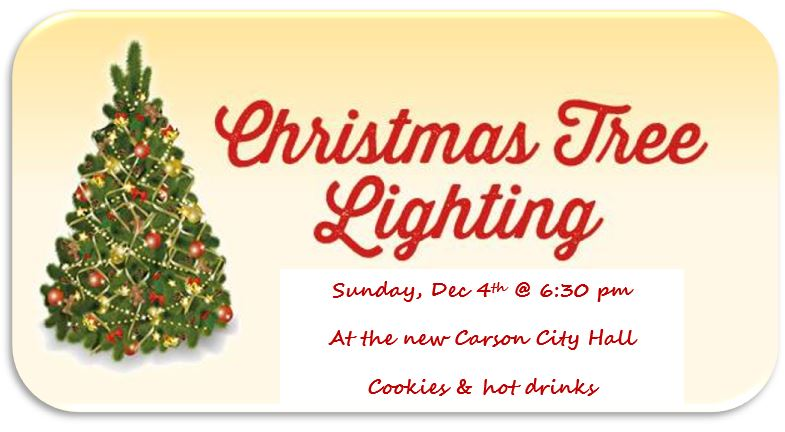 Christmas Tree
Lighting
Sunday, Dec 4th @ 6:30 pm
At the new Carson City Hall
Cookies & hot drinks